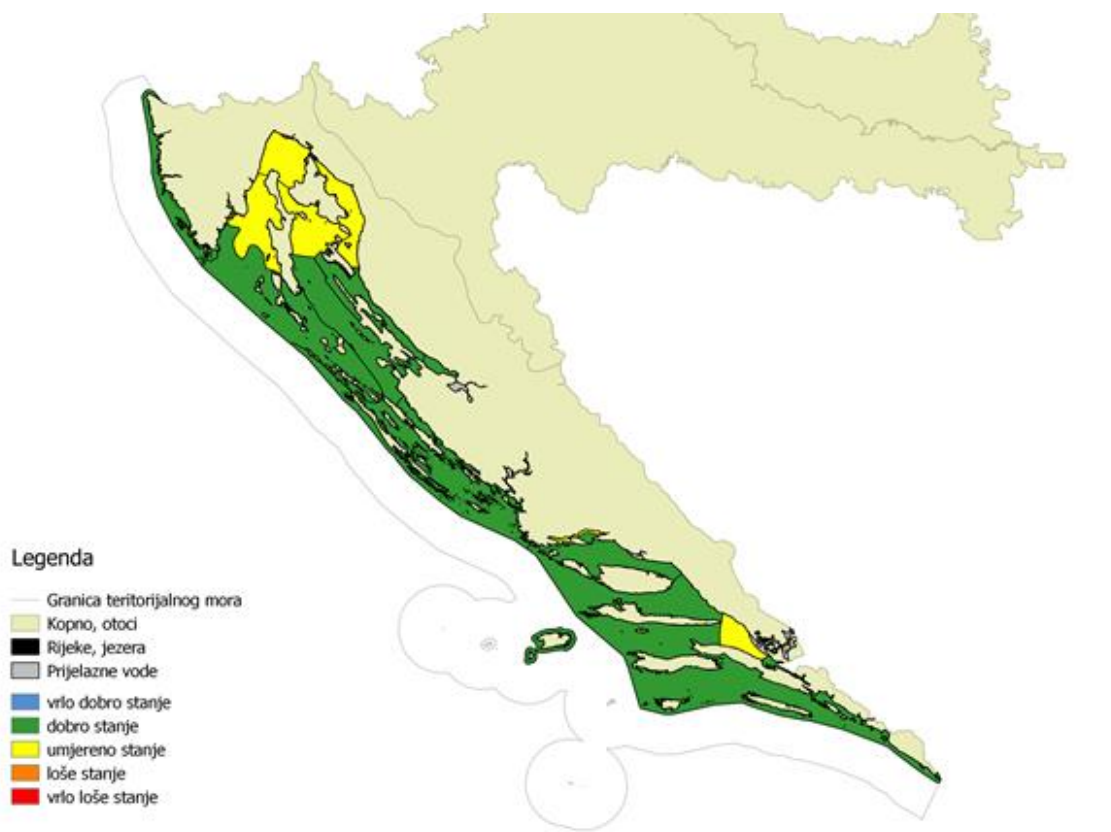 Legenda
Granica teritorijalnog mora
Kopno, otoci
Rijeke, jezera
Prijelazne vode
vrlo dobro stanje
dobro stanje
umjereno stanje
loše stanje
vrlo loše stanje